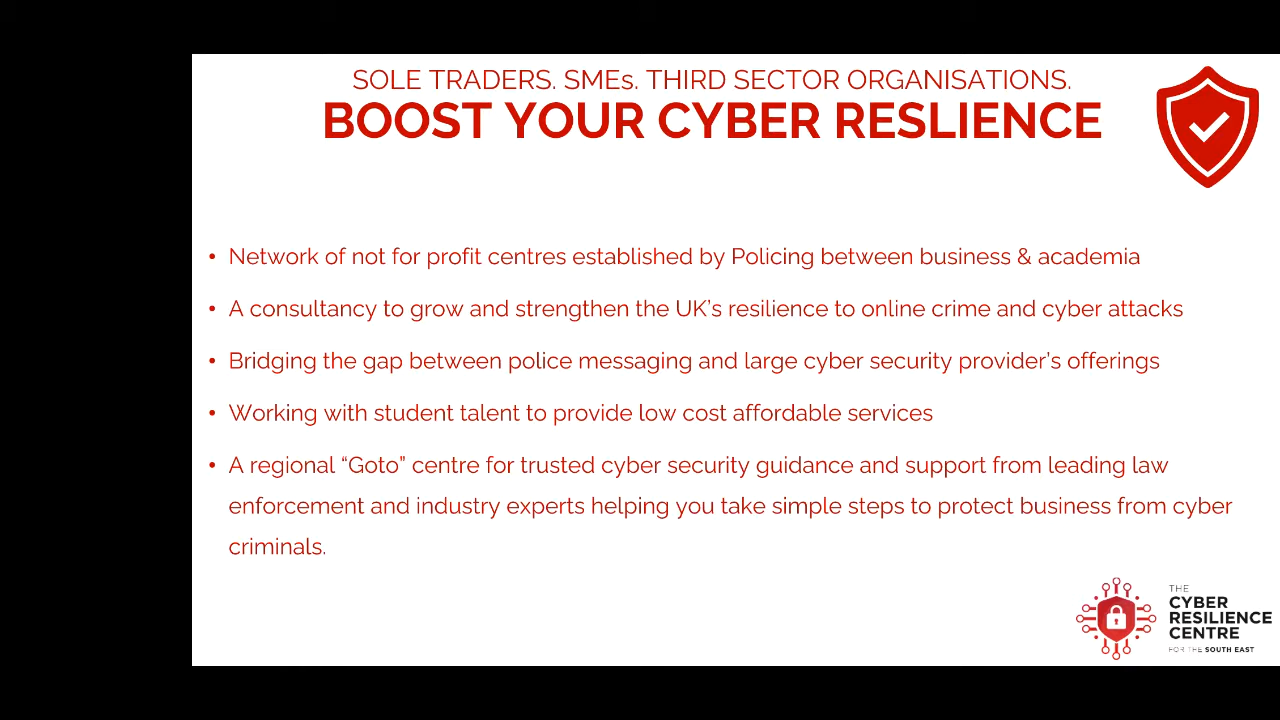 SOLE TRADERS. SMEs. THIRD SECTOR ORGANISATIONS.
BOOST YOUR CYBER RESLIENCE
• Network of not for profit centres established by Policing between business & academia
• A consultancy to grow and strengthen the UK’s resilience to online crime and cyber attacks
• Bridging the gap between police messaging and large cyber security provider’s offerings
• Working with student talent to provide low cost affordable services
• A regional “Goto” centre for trusted cyber security guidance and support from leading law
enforcement and industry experts helping you take simple steps to protect business from cyber
criminals.
THE
CYBER
RESILIENCE
CENTRE
FOR THE SOUTH EAST